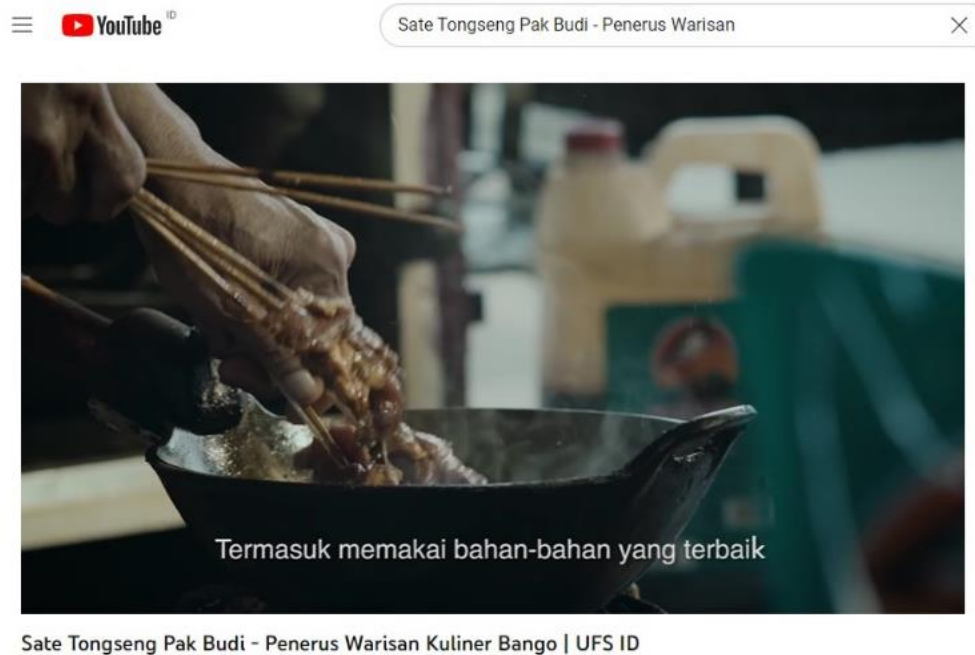 YouTube ID
Sate Tongseng Pak Budi - Penerus Warisan
Termasuk memakai bahan-bahan yang terbaik
Sate Tongseng Pak Budi - Penerus Warisan Kuliner Bango | UFS ID